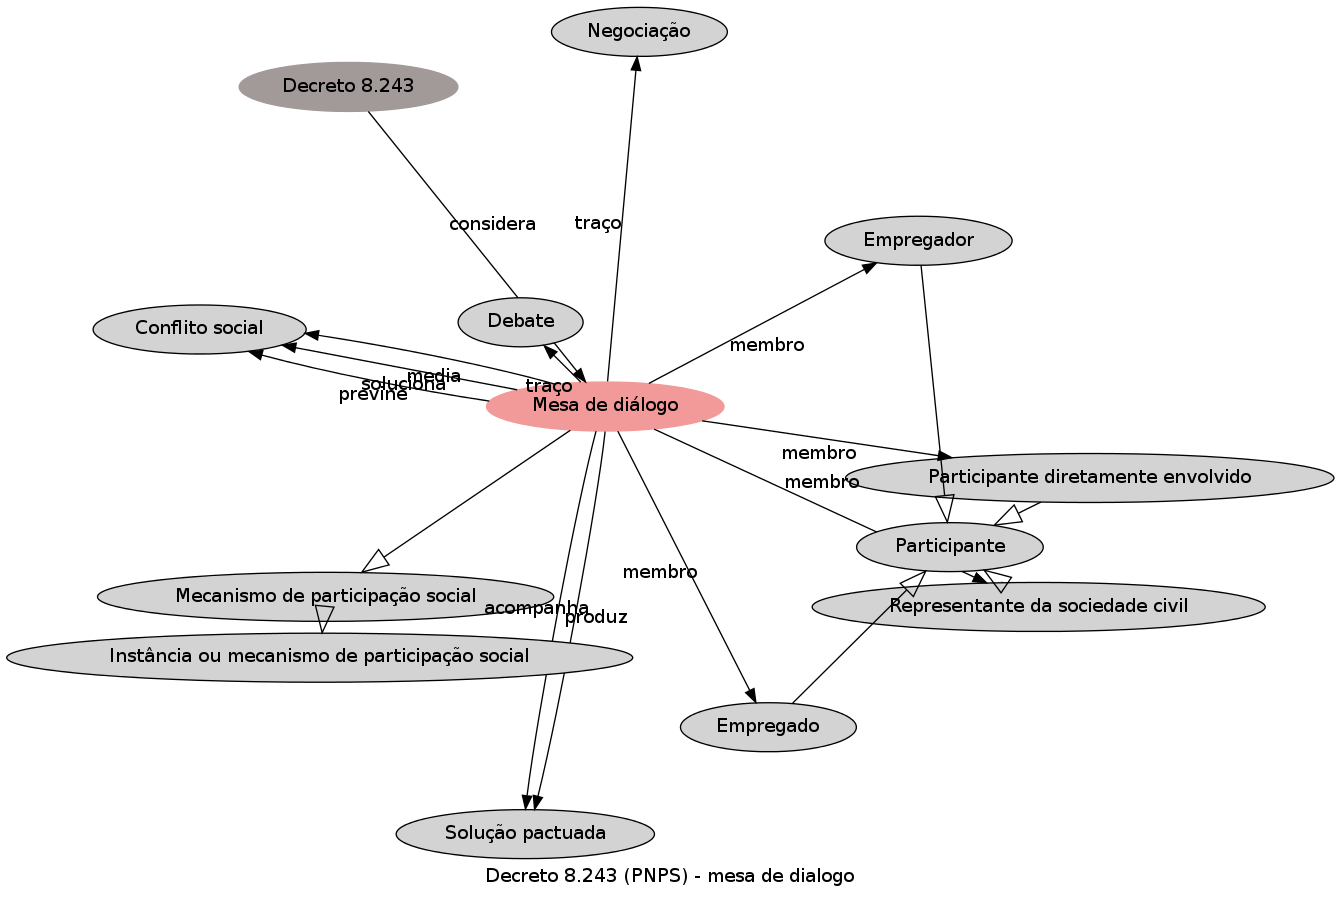 Negociação
Decreto 8.243
considera
traço
Empregador
Conflito social
Debate
membro
media
soluciona
previne
traço
Mesa de diálogo
membro
Participante diretamente envolvido
membro
Participante
membro
Mecanismo de participação social
acompanha
produz
Representante da sociedade civil
Instância ou mecanismo de participação social
Empregado
Solução pactuada
Decreto 8.243 (PNPS) - mesa de dialogo